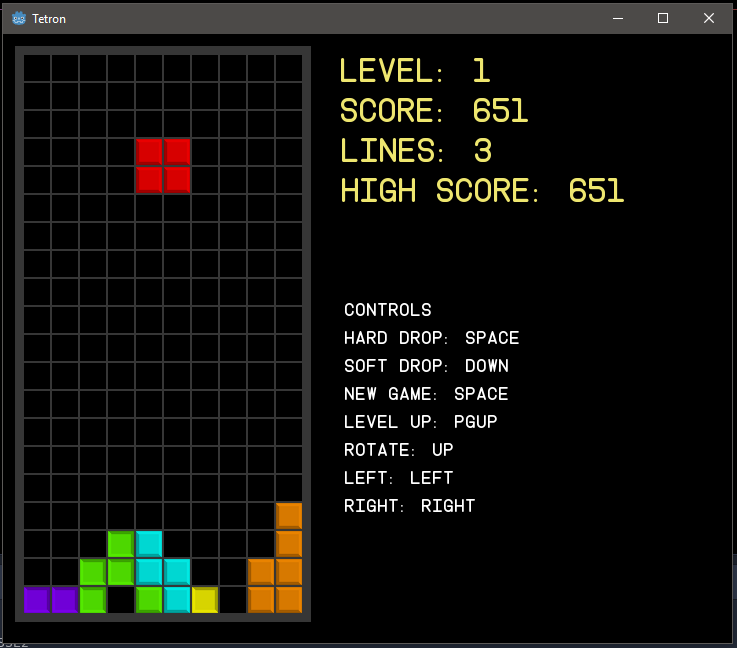 Tetron
LEVEL: 1
SCORE: 651
LINES: 3
HIGH SCORE: 651
CONTROLS
HARD DROP: SPACE
SOFT DROP: DOWN
NEW GAME: SPACE
LEVEL UP: PGUP
ROTATE: UP
LEFT: LEFT
RIGHT: RIGHT